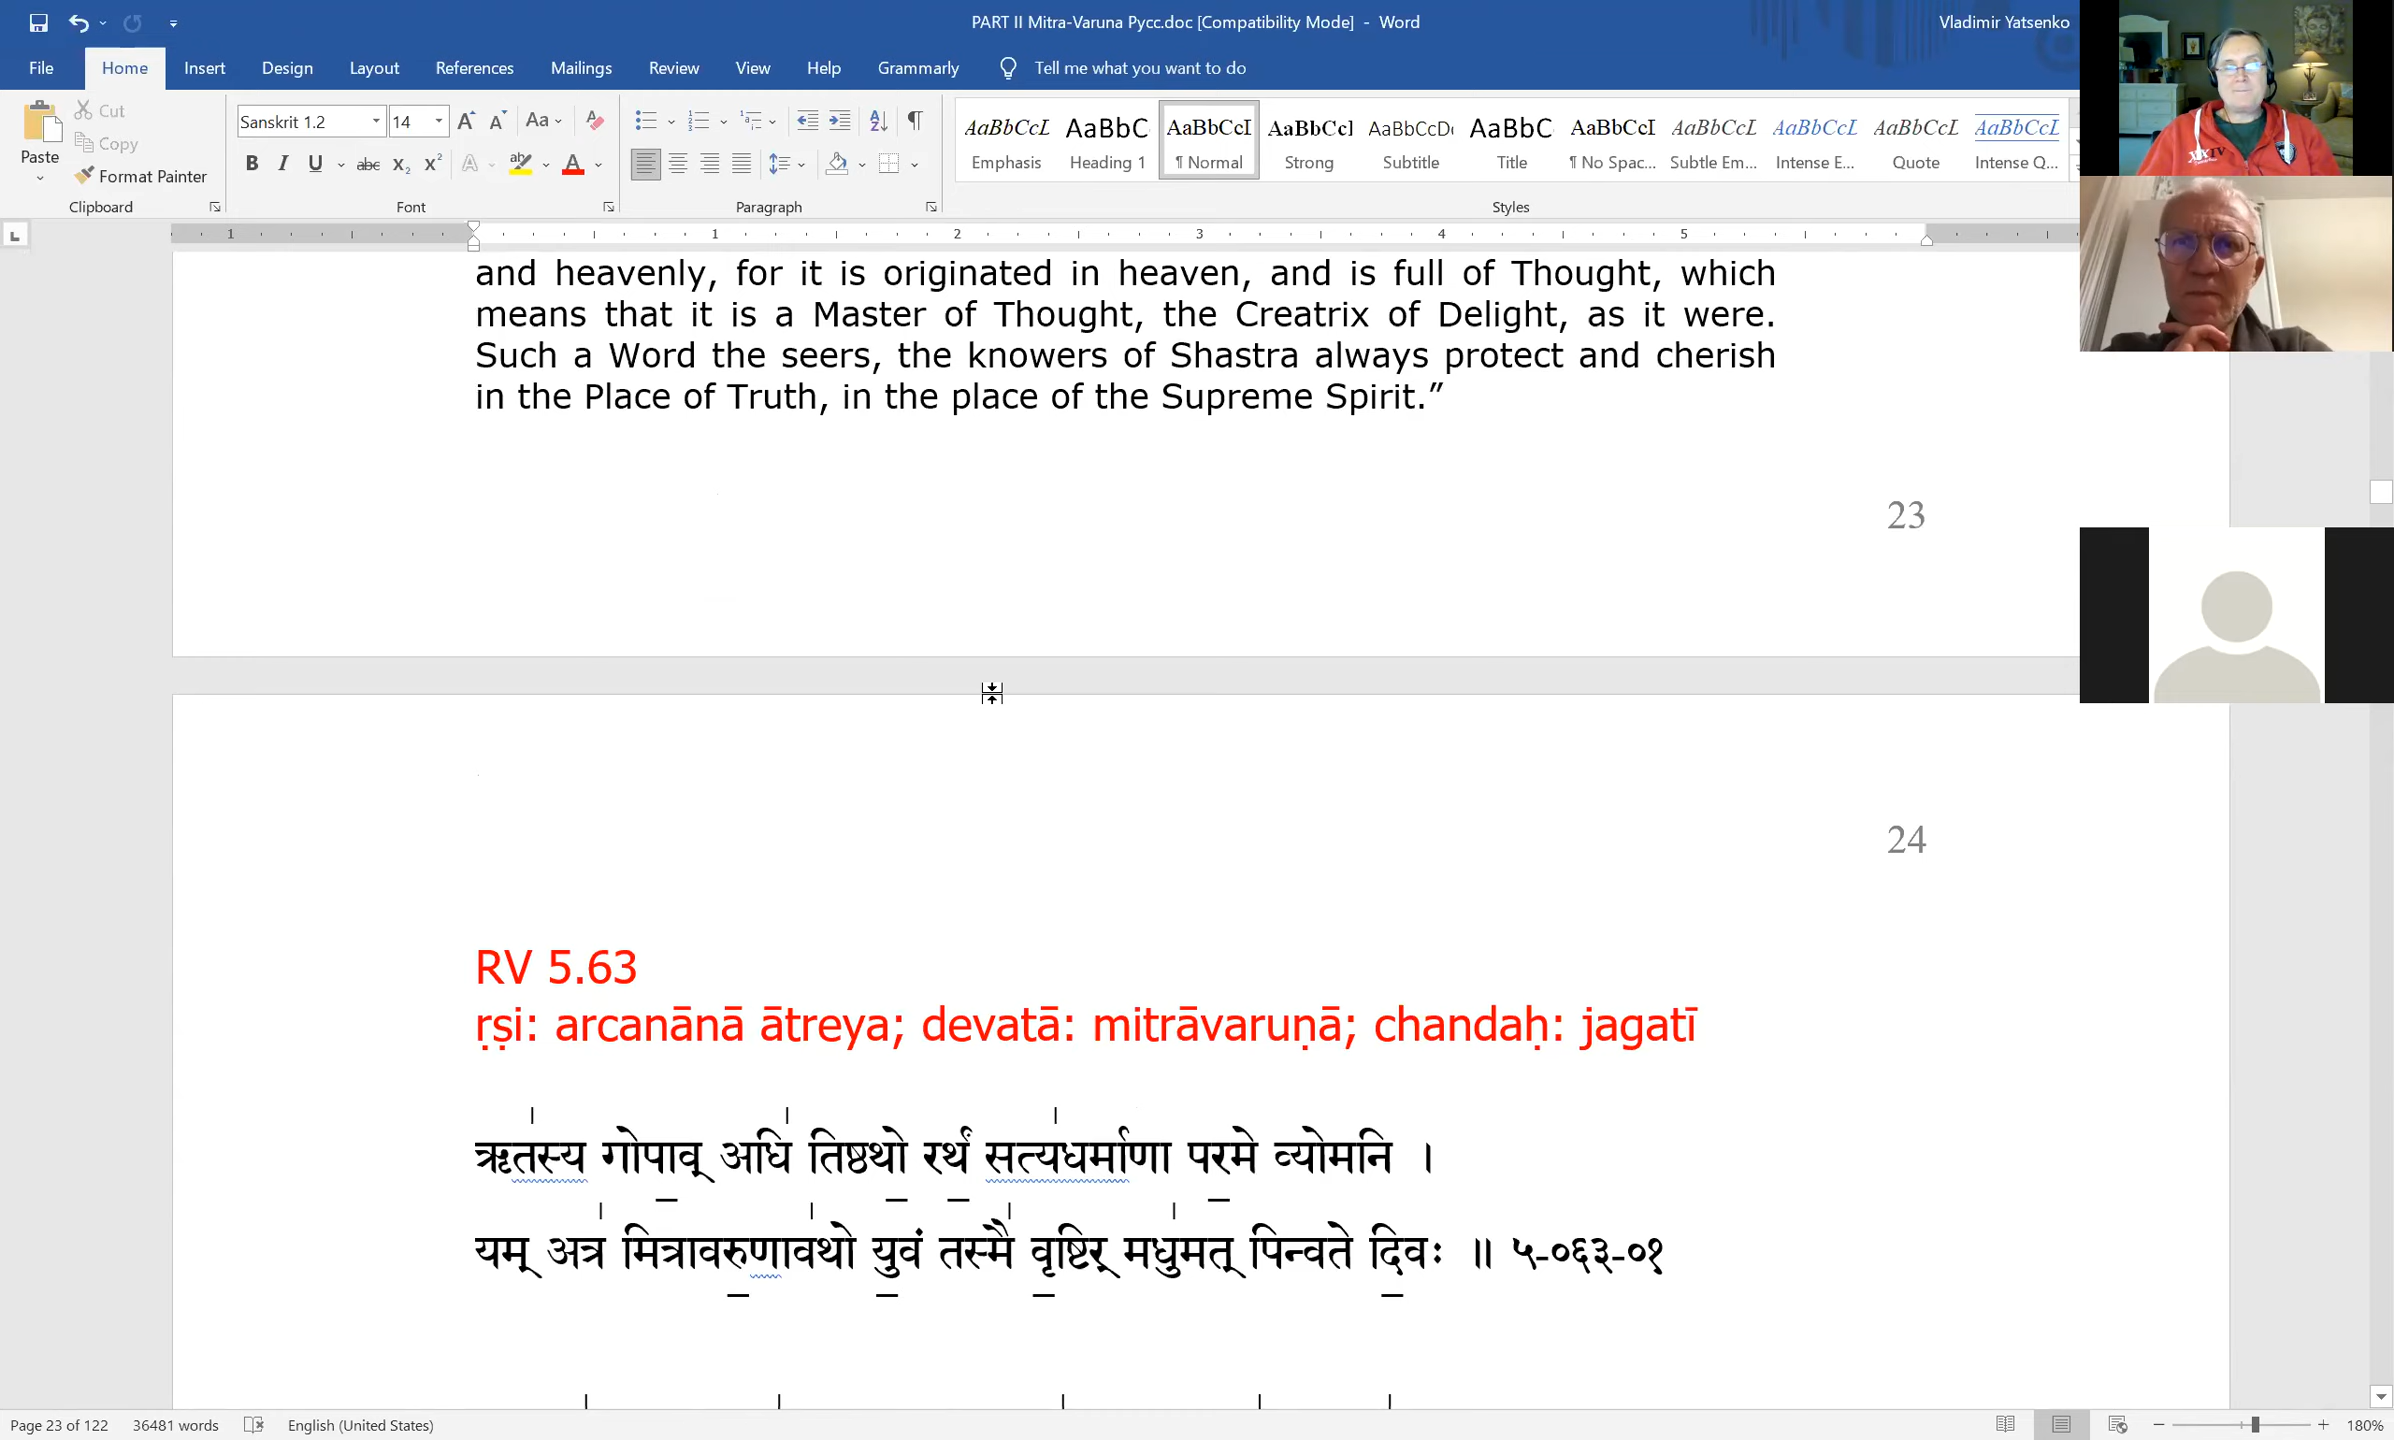 PART II Mitra-Varuna Русс.doc [Compatibility Mode] - Word
Vladimir Yatsenko
File Home Insert Design Layout References Mailings Review View Help Grammarly Tell me what you want to do
Cut
Copy
Paste
Format Painter
Sanskrit 1.2 14
AaBbCcL AaBbC AaBbCcI AaBbCcl AaBbCcD AaBbC AaBbCcI AaBbCcL AaBbCcL AaBbCcL AaBbCcL
Emphasis Heading 1 ¶ Normal Strong Subtitle Title ¶ No Spac... Subtle Em... Intense E... Quote Intense Q...
Clipboard Font Paragraph Styles
1 1 2 3 4 5
and heavenly, for it is originated in heaven, and is full of Thought, which
means that it is a Master of Thought, the Creatrix of Delight, as it were.
Such a Word the seers, the knowers of Shastra always protect and cherish
in the Place of Truth, in the place of the Supreme Spirit.”
23
24
RV 5.63
ṛṣi: arcanānā ātreya; devatā: mitrāvaruṇā; chandaḥ: jagatī
ऋतस्य गोपाव् अधि तिष्ठथो रथं सत्यधर्माणा परमे व्योमनि ।
यम् अत्र मित्रावरुणावथो युवं तस्मै वृष्टिर् मधुमत् पिन्वते दिवः ॥ ५-०६३-०१
Page 23 of 122 36481 words English (United States) 180%